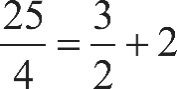 25/4 = 3/2 + 2